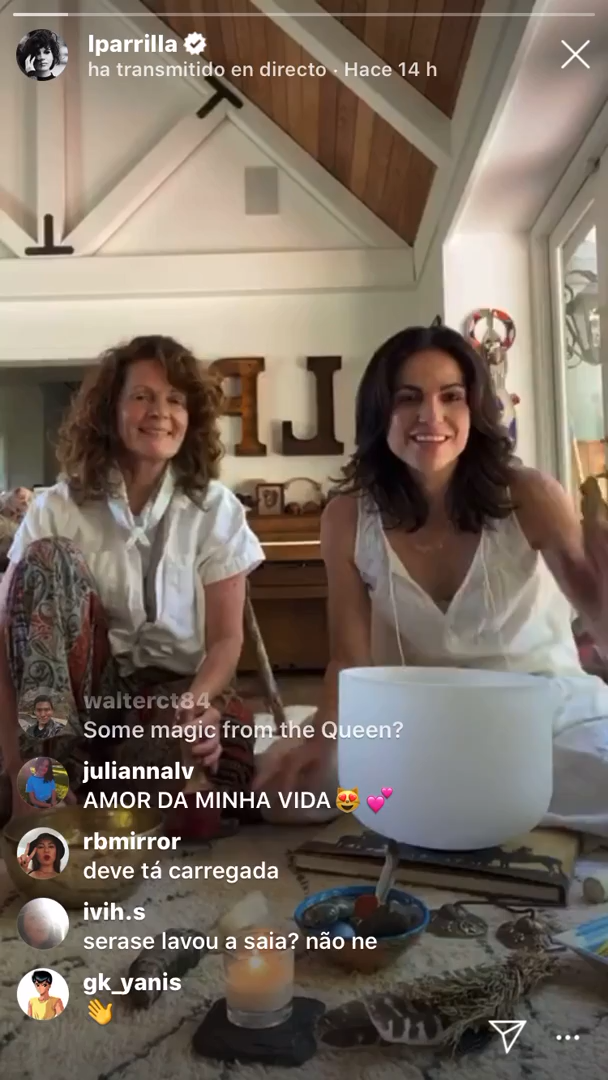 lparrilla
ha transmitido en directo · Hace 14 h
LP
walterct84
Some magic from the Queen?
juliannalv
AMOR DA MINHA VIDA 😻 💕
rbmirror
deve tá carregada
ivih.s
serase lavou a saia? não ne
gk_yanis
👋